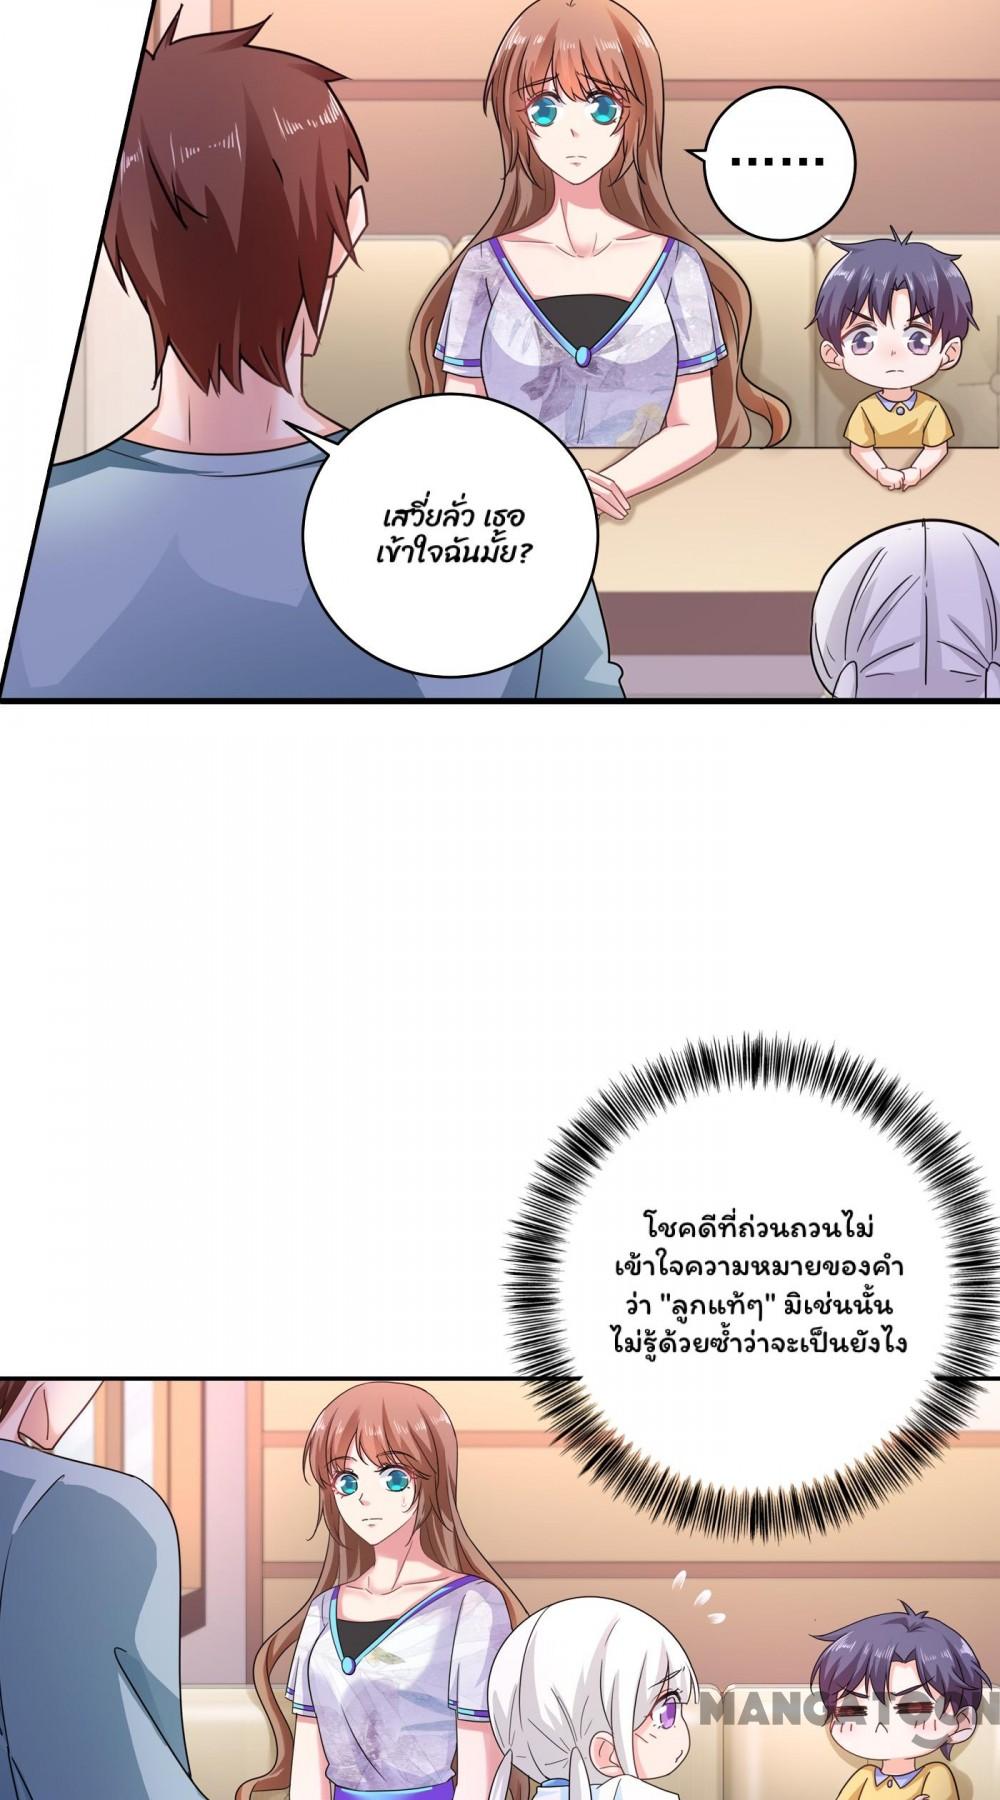 ......
เสวี่ยลั่ว เธอ
เข้าใจฉันมั้ย?
โชคดีที่ถ่วนถวนไม่
เข้าใจความหมายของคำ
ว่า "ลูกแท้ๆ" มิเช่นนั้น
ไม่รู้ด้วยซ้ำว่าจะเป็นยังไง
MANGATOON